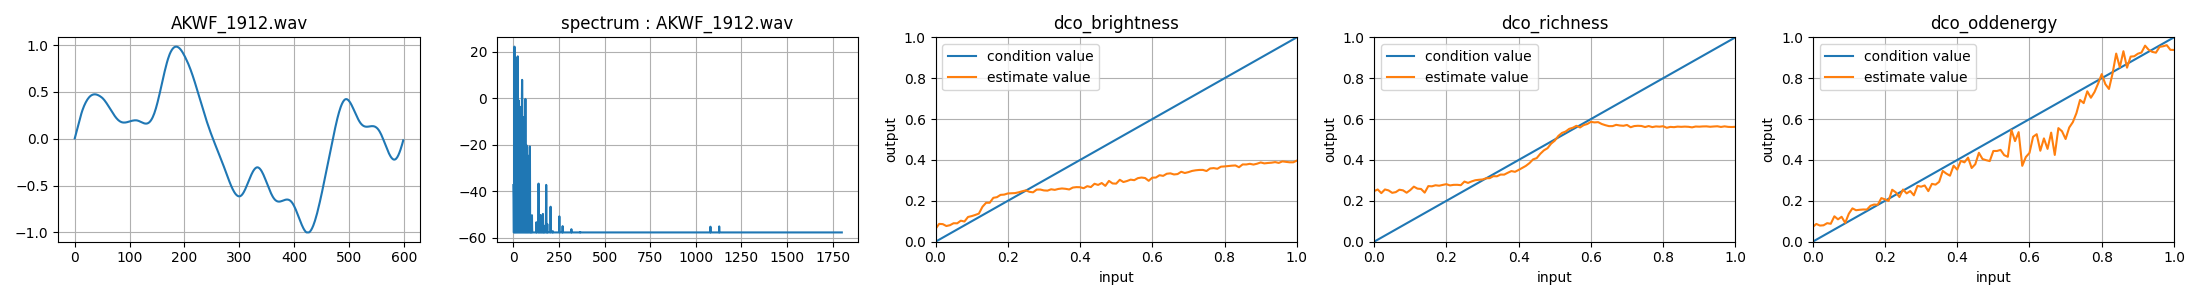 AKWF_1912.wav
1.0
0.5
0.0
−0.5
−1.0
0 100 200 300 400 500 600
spectrum : AKWF_1912.wav
20
0
−20
−40
−60
0 250 500 750 1000 1250 1500 1750
dco_brightness
condition value
estimate value
output
1.0
0.8
0.6
0.4
0.2
0.0
0.0 0.2 0.4 0.6 0.8 1.0
input
dco_richness
condition value
estimate value
output
1.0
0.8
0.6
0.4
0.2
0.0
0.0 0.2 0.4 0.6 0.8 1.0
input
dco_oddenergy
condition value
estimate value
output
1.0
0.8
0.6
0.4
0.2
0.0
0.0 0.2 0.4 0.6 0.8 1.0
input